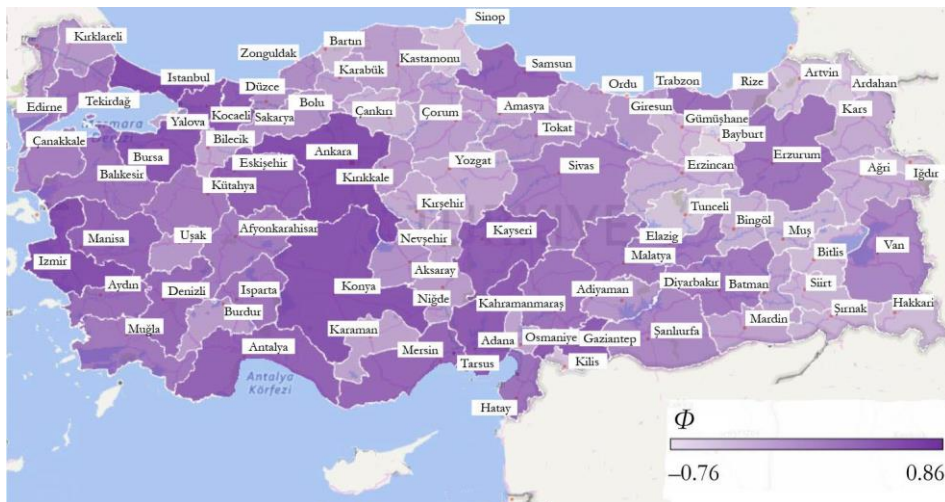 Sinop
Kırklareli
Bartın
Zonguldak
Kastamonu
Samsun
Karabük
Istanbul
Düzce
Ordu
Trabzon
Rize
Artvin
Ardahan
Edirne
Tekirdağ
Bolu
Çankırı
Çorum
Amasya
Giresun
Kars
Yalova
Kocaeli
Sakarya
Gümüşhane
Tokat
Bayburt
Çanakkale
Bilecik
Bursa
Ankara
Eskişehir
Yozgat
Sivas
Erzincan
Erzurum
Ağri
Iğdır
Balıkesir
Kırıkkale
Kütahya
Kırşehir
Tunceli
Bingöl
Manisa
Uşak
Afyonkarahisar
Nevşehir
Kayseri
Elazig
Muş
Van
Malatya
Bitlis
Izmir
Aksaray
Aydın
Denizli
Isparta
Konya
Niğde
Kahramanmaraş
Adiyaman
Diyarbakır
Batman
Siirt
Burdur
Hakkari
Muğla
Karaman
Mardin
Şırnak
Antalya
Mersin
Adana
Osmaniye
Gaziantep
Şanlıurfa
Tarsus
Kilis
Antalya
Körfezi
Hatay
Φ
–0.76
0.86